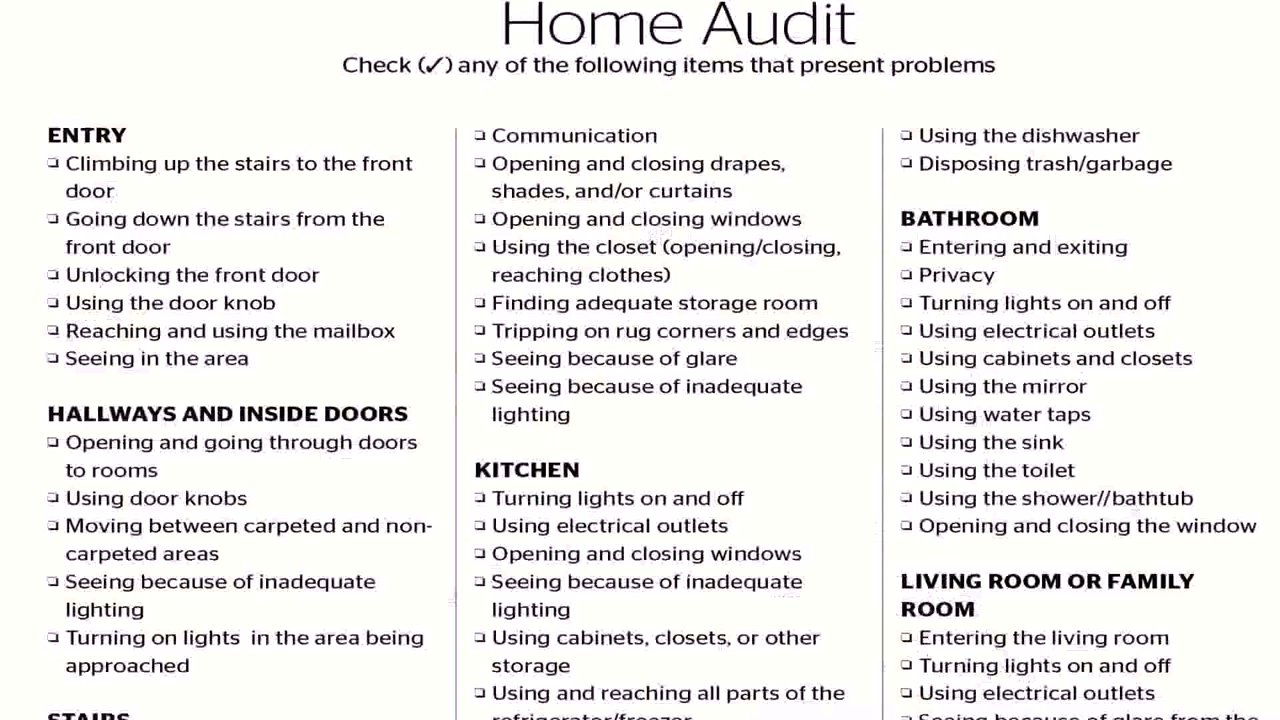 Home Audit
Check (✓) any of the following items that present problems
ENTRY
❏ Climbing up the stairs to the front
door
❏ Going down the stairs from the
front door
❏ Unlocking the front door
❏ Using the door knob
❏ Reaching and using the mailbox
❏ Seeing in the area
HALLWAYS AND INSIDE DOORS
❏ Opening and going through doors
to rooms
❏ Using door knobs
❏ Moving between carpeted and non-
carpeted areas
❏ Seeing because of inadequate
lighting
❏ Turning on lights  in the area being
approached
STAIRS
❏ Communication
❏ Opening and closing drapes,
shades, and/or curtains
❏ Opening and closing windows
❏ Using the closet (opening/closing,
reaching clothes)
❏ Finding adequate storage room
❏ Tripping on rug corners and edges
❏ Seeing because of glare
❏ Seeing because of inadequate
lighting
KITCHEN
❏ Turning lights on and off
❏ Using electrical outlets
❏ Opening and closing windows
❏ Seeing because of inadequate
lighting
❏ Using cabinets, closets, or other
storage
❏ Using and reaching all parts of the
refrigerator/freezer
❏ Using the dishwasher
❏ Disposing trash/garbage
BATHROOM
❏ Entering and exiting
❏ Privacy
❏ Turning lights on and off
❏ Using electrical outlets
❏ Using cabinets and closets
❏ Using the mirror
❏ Using water taps
❏ Using the sink
❏ Using the toilet
❏ Using the shower//bathtub
❏ Opening and closing the window
LIVING ROOM OR FAMILY
ROOM
❏ Entering the living room
❏ Turning lights on and off
❏ Using electrical outlets
❏ Seeing because of glare from the